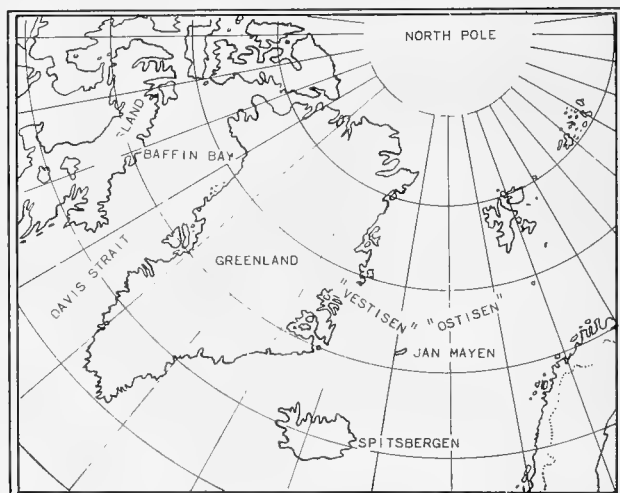 NORTH POLE
LAND
BAFFIN BAY
DAVIS STRAIT
GREENLAND
"VESTISEN" "OSTISEN"
JAN MAYEN
SPITSBERGEN